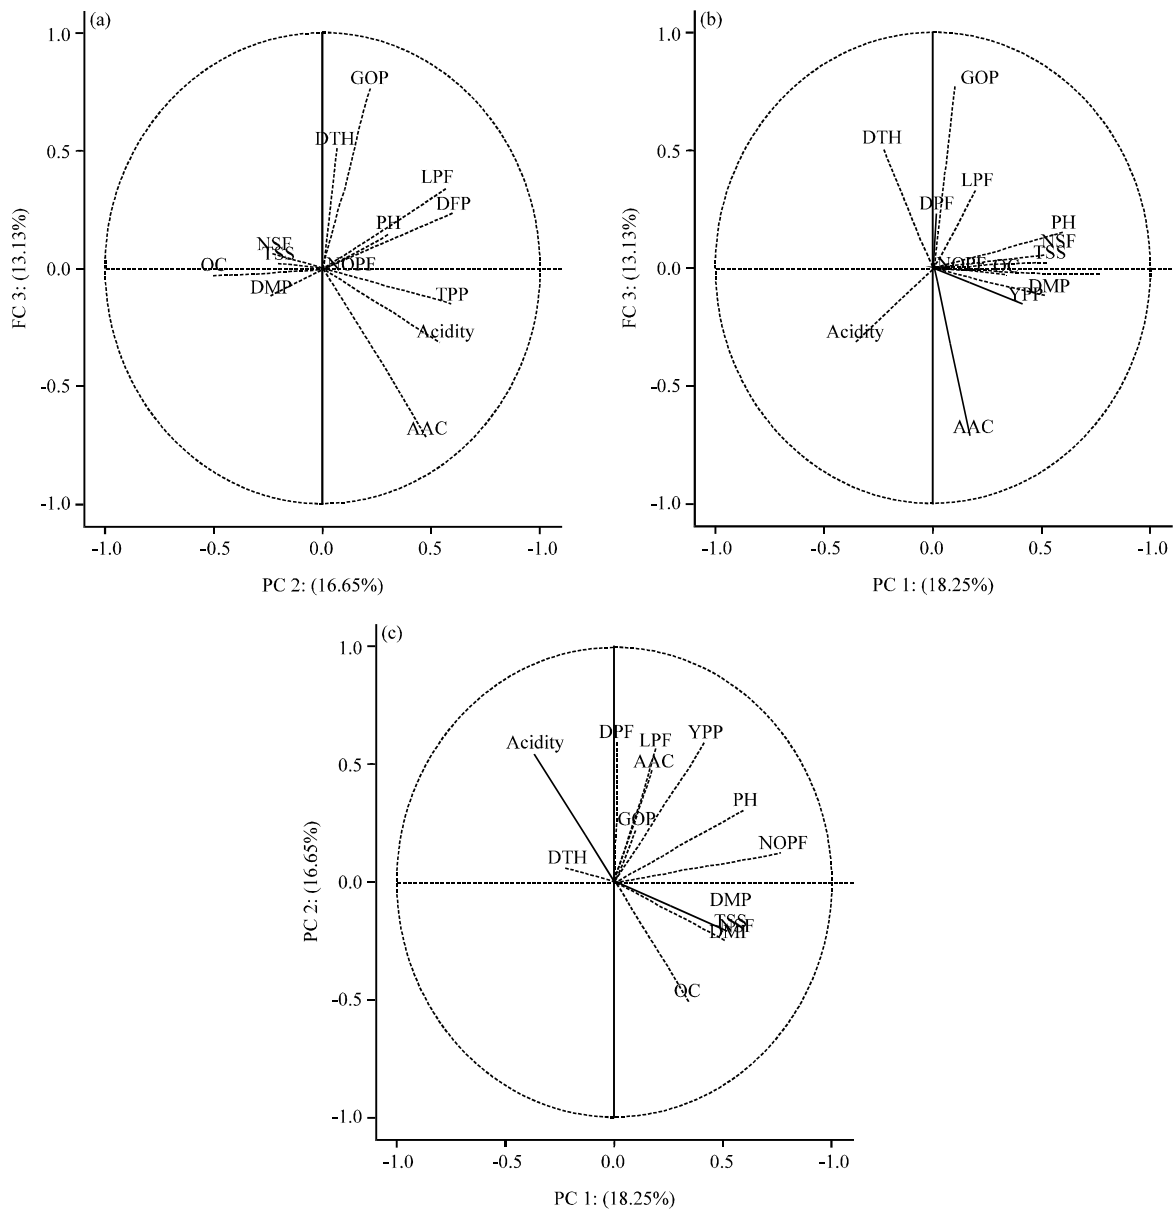 (a)
1.0
0.5
0.0
-0.5
-1.0
FC 3: (13.13%)
GOP
DTH
LPF
DFP
PH
NSF
TSS
OC
NOPF
DMP
TPP
Acidity
AAC
-1.0 -0.5 0.0 0.5 -1.0
PC 2: (16.65%)
(b)
1.0
0.5
0.0
-0.5
-1.0
FC 3: (13.13%)
GOP
DTH
LPF
DPF
PH
NSF
TSS
NOPF
OC
DMP
YPP
Acidity
AAC
-1.0 -0.5 0.0 0.5 -1.0
PC 1: (18.25%)
(c)
1.0
0.5
0.0
-0.5
-1.0
PC 2: (16.65%)
DPF
YPP
Acidity
LPF
AAC
PH
GOP
NOPF
DTH
DMP
TSS
NSF
DMP
OC
-1.0 -0.5 0.0 0.5 -1.0
PC 1: (18.25%)